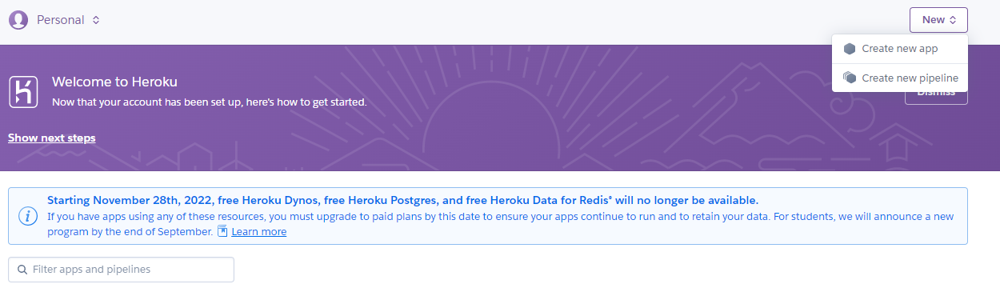 Personal
New
Create new app
Create new pipeline
Welcome to Heroku
Now that your account has been set up, here's how to get started.
Dismiss
Show next steps
Starting November 28th, 2022, free Heroku Dynos, free Heroku Postgres, and free Heroku Data for Redis® will no longer be available.
If you have apps using any of these resources, you must upgrade to paid plans by this date to ensure your apps continue to run and to retain your data. For students, we will announce a new
program by the end of September. Learn more
Filter apps and pipelines